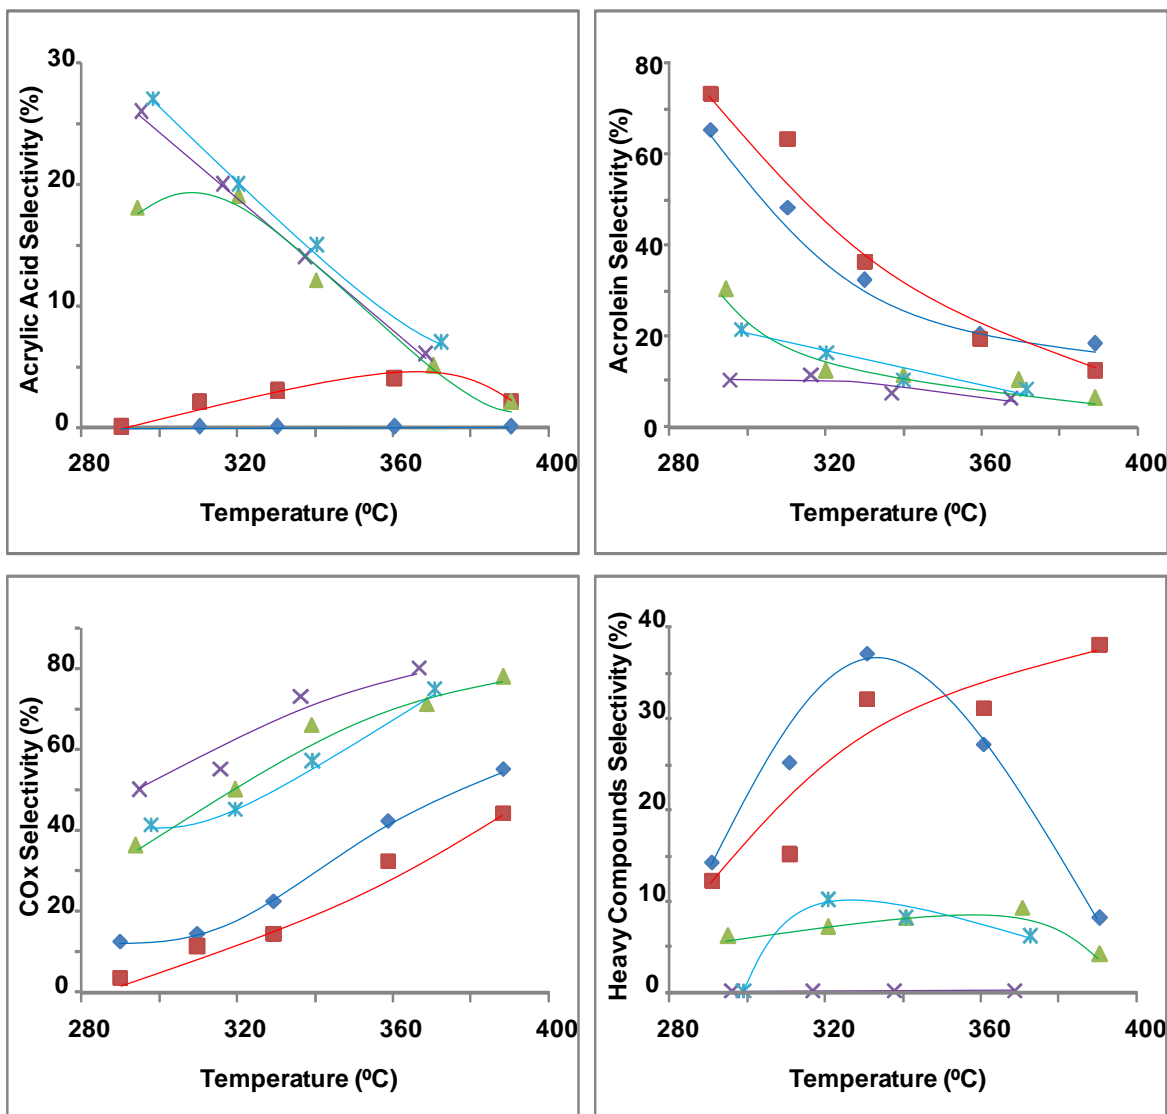 Acrylic Acid Selectivity (%)
30
20
10
0
280 320 360 400
Temperature (ºC)
Acrolein Selectivity (%)
80
60
40
20
0
280 320 360 400
Temperature (ºC)
COx Selectivity (%)
80
60
40
20
0
280 320 360 400
Temperature (ºC)
Heavy Compounds Selectivity (%)
40
30
20
10
0
280 320 360 400
Temperature (ºC)